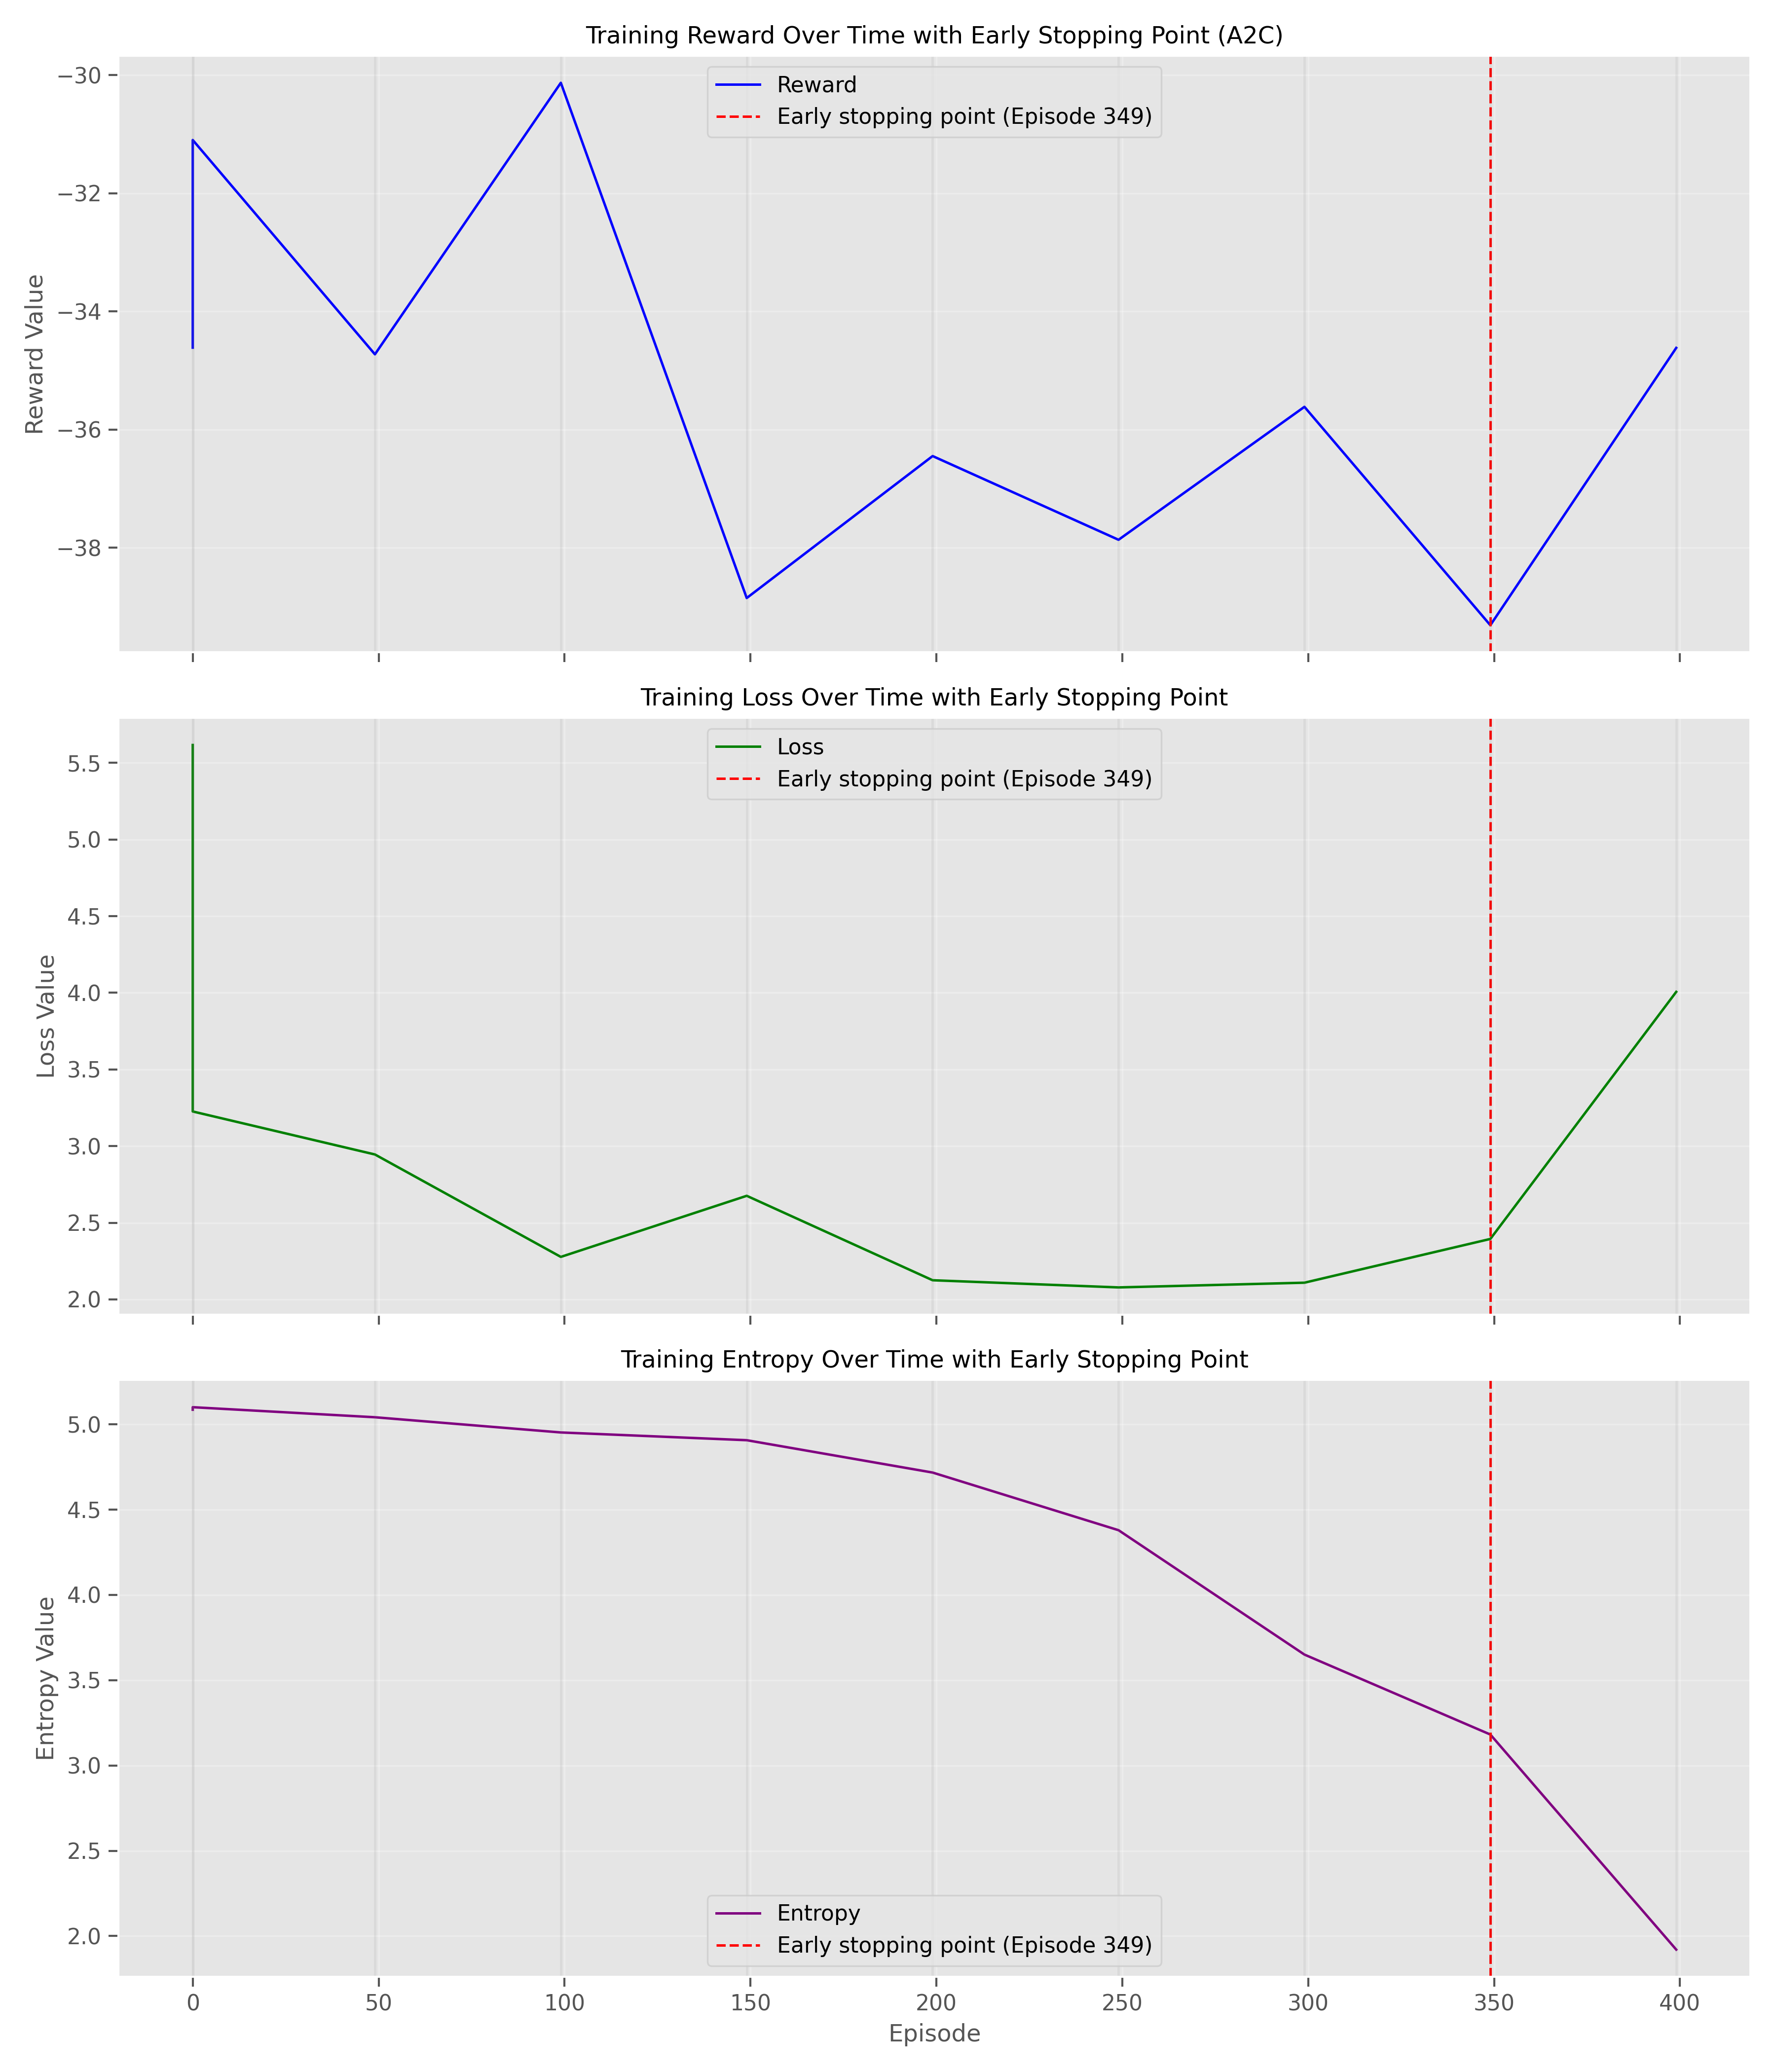 Training Reward Over Time with Early Stopping Point (A2C)
Reward
Early stopping point (Episode 349)
Reward Value
−30
−32
−34
−36
−38
Training Loss Over Time with Early Stopping Point
Loss
Early stopping point (Episode 349)
Loss Value
5.5
5.0
4.5
4.0
3.5
3.0
2.5
2.0
Training Entropy Over Time with Early Stopping Point
Entropy Value
5.0
4.5
4.0
3.5
3.0
2.5
2.0
Entropy
Early stopping point (Episode 349)
0 50 100 150 200 250 300 350 400
Episode